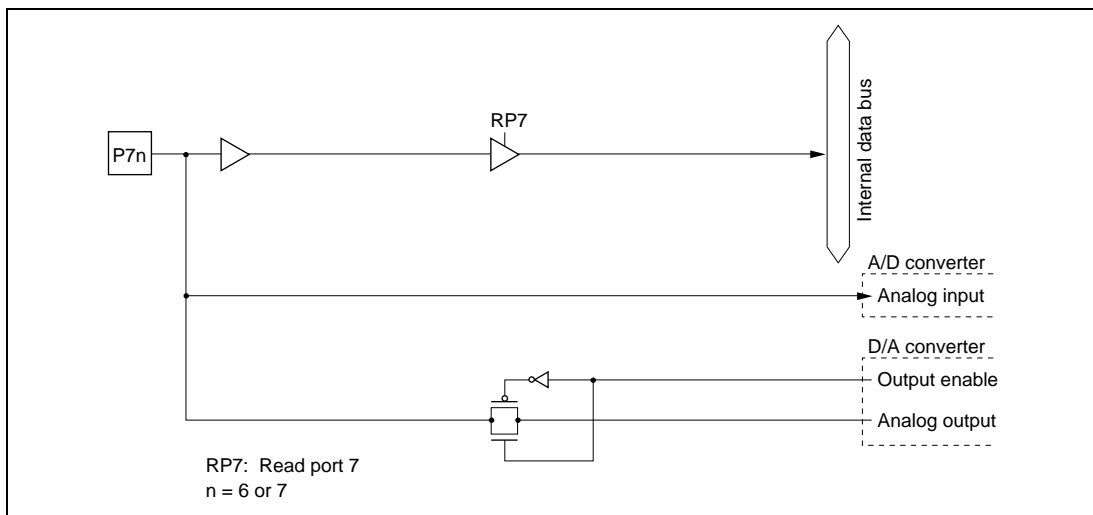 RP7
P7n
Internal data bus
A/D converter
Analog input
D/A converter
Output enable
Analog output
RP7: Read port 7
n = 6 or 7